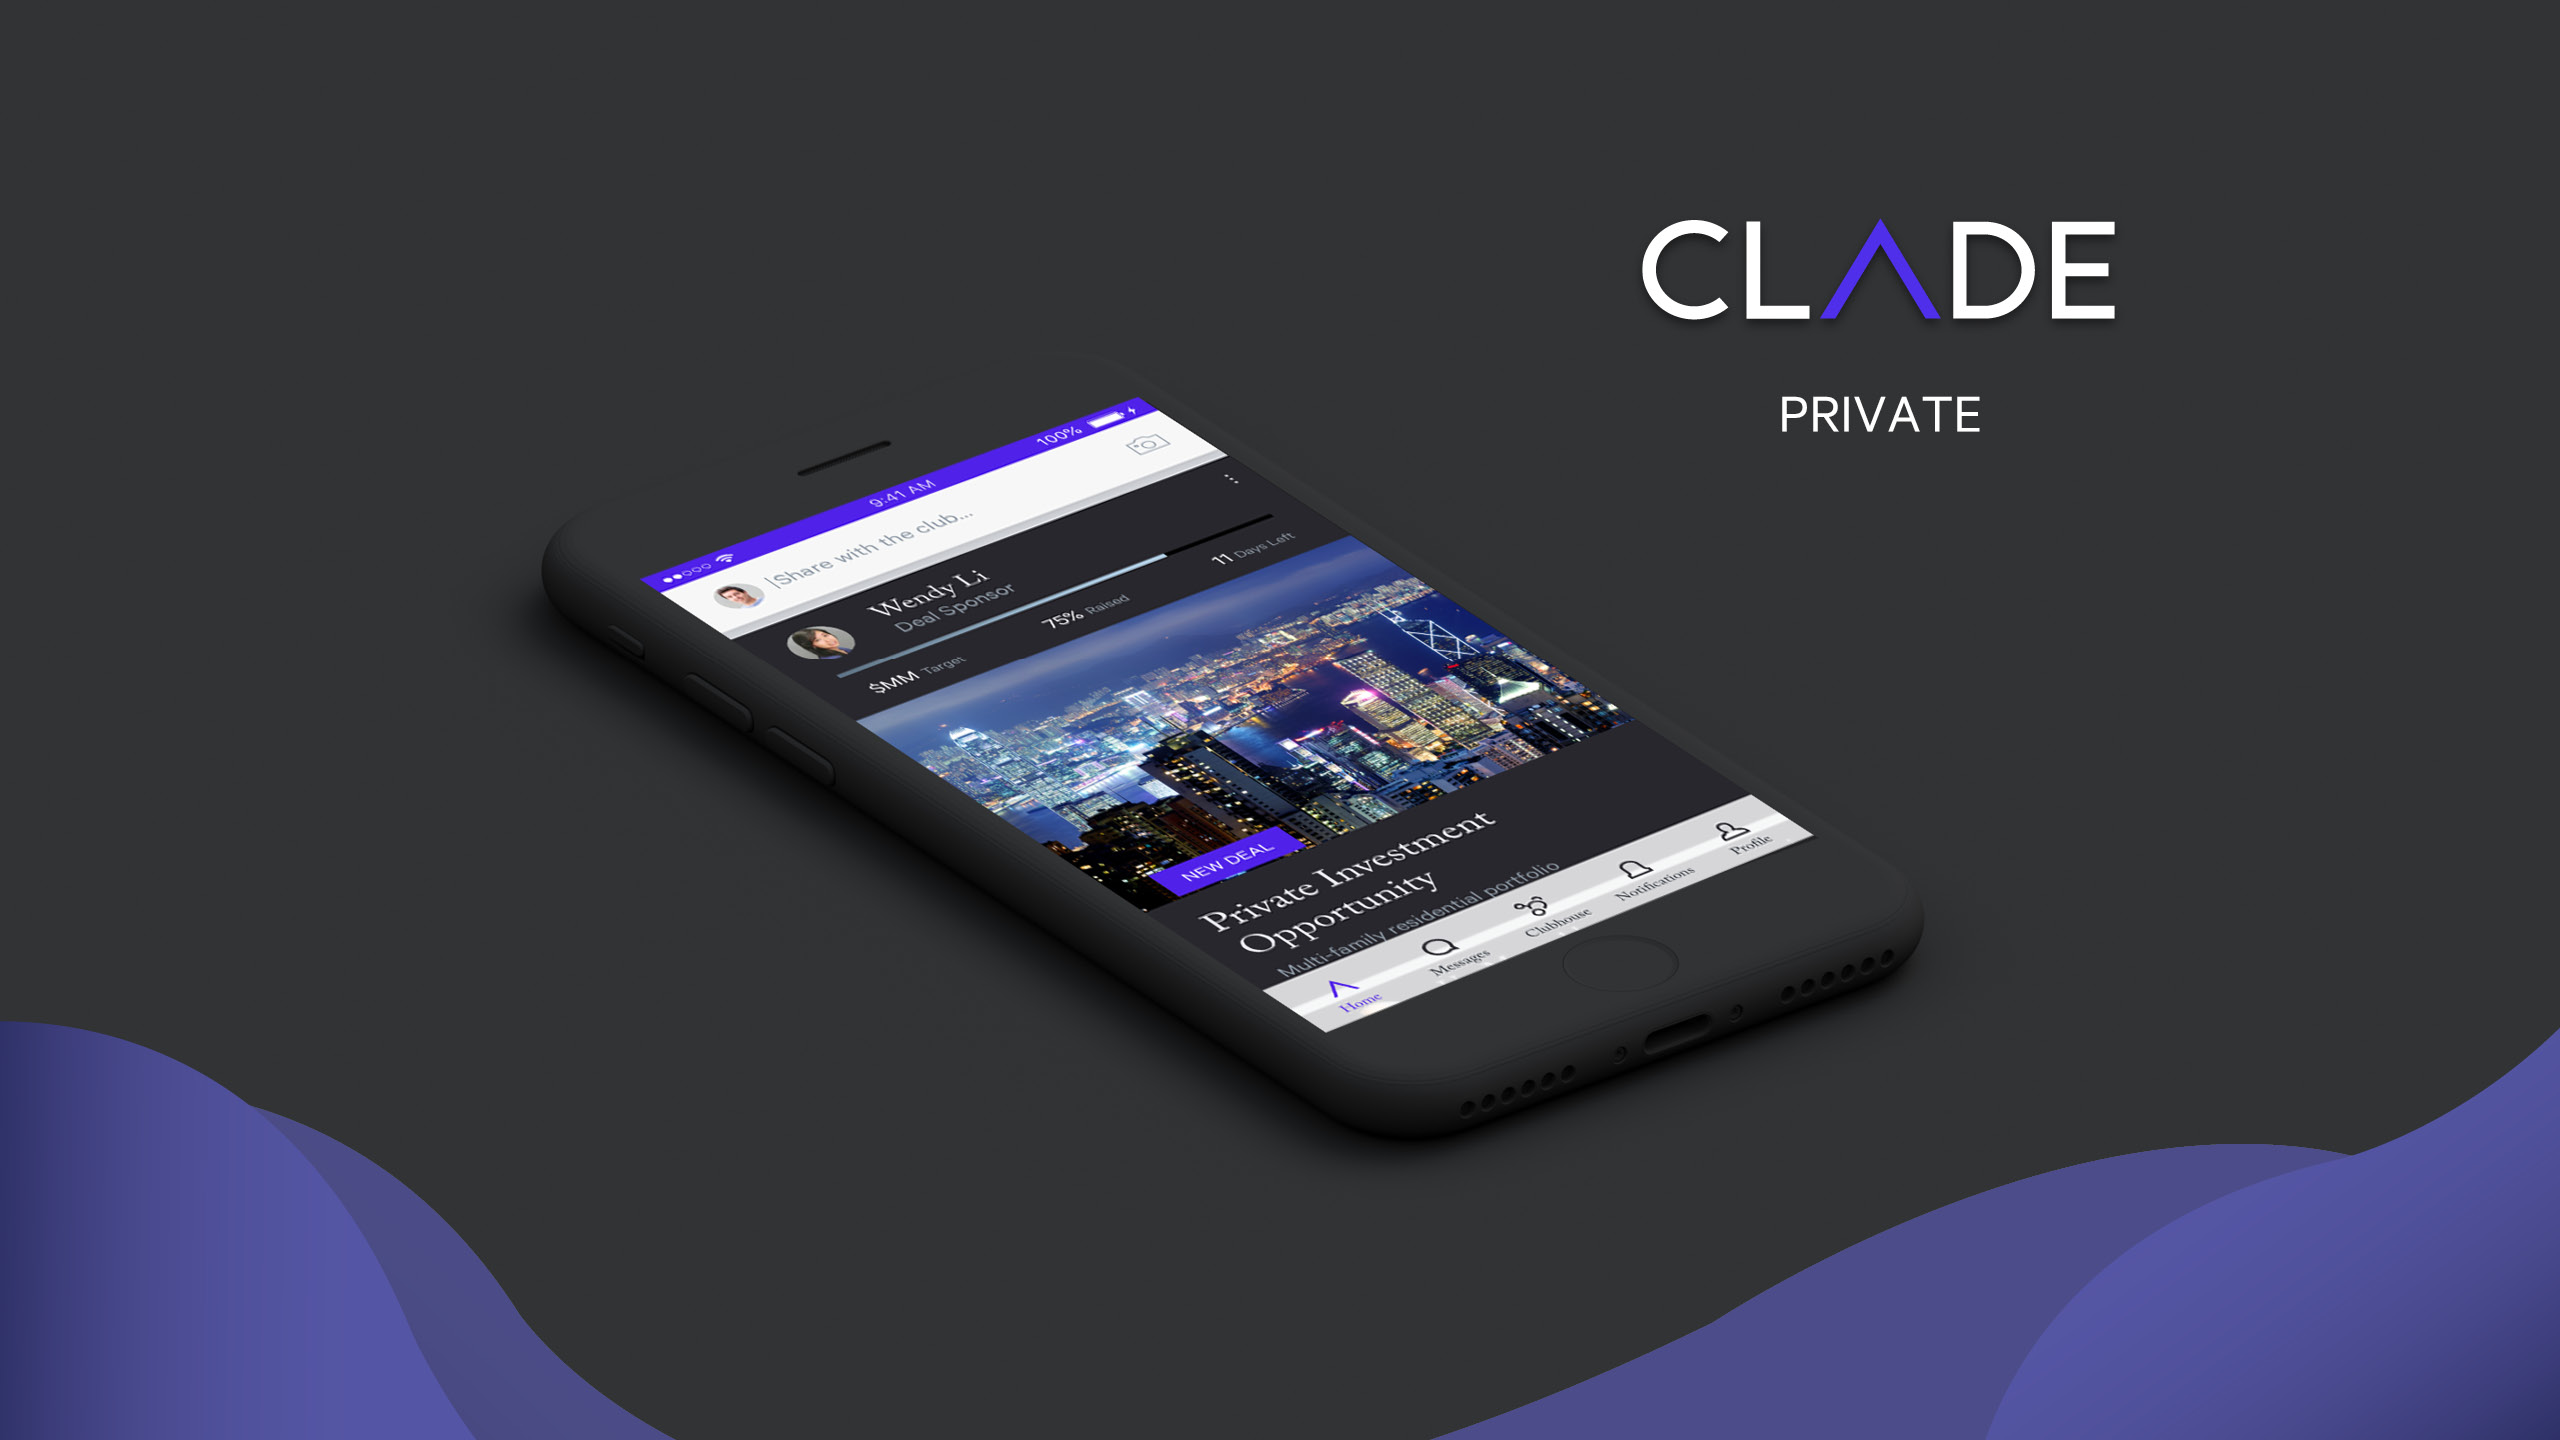 CLADE
PRIVATE
9:41 AM
100%
Share with the club...
Wendy Li
Deal Sponsor
$MM Target
75% Raised
11 Days Left
NEW DEAL
Private Investment
Opportunity
Multi-family residential portfolio
Home
Messages
Clubhouse
Notifications
Profile